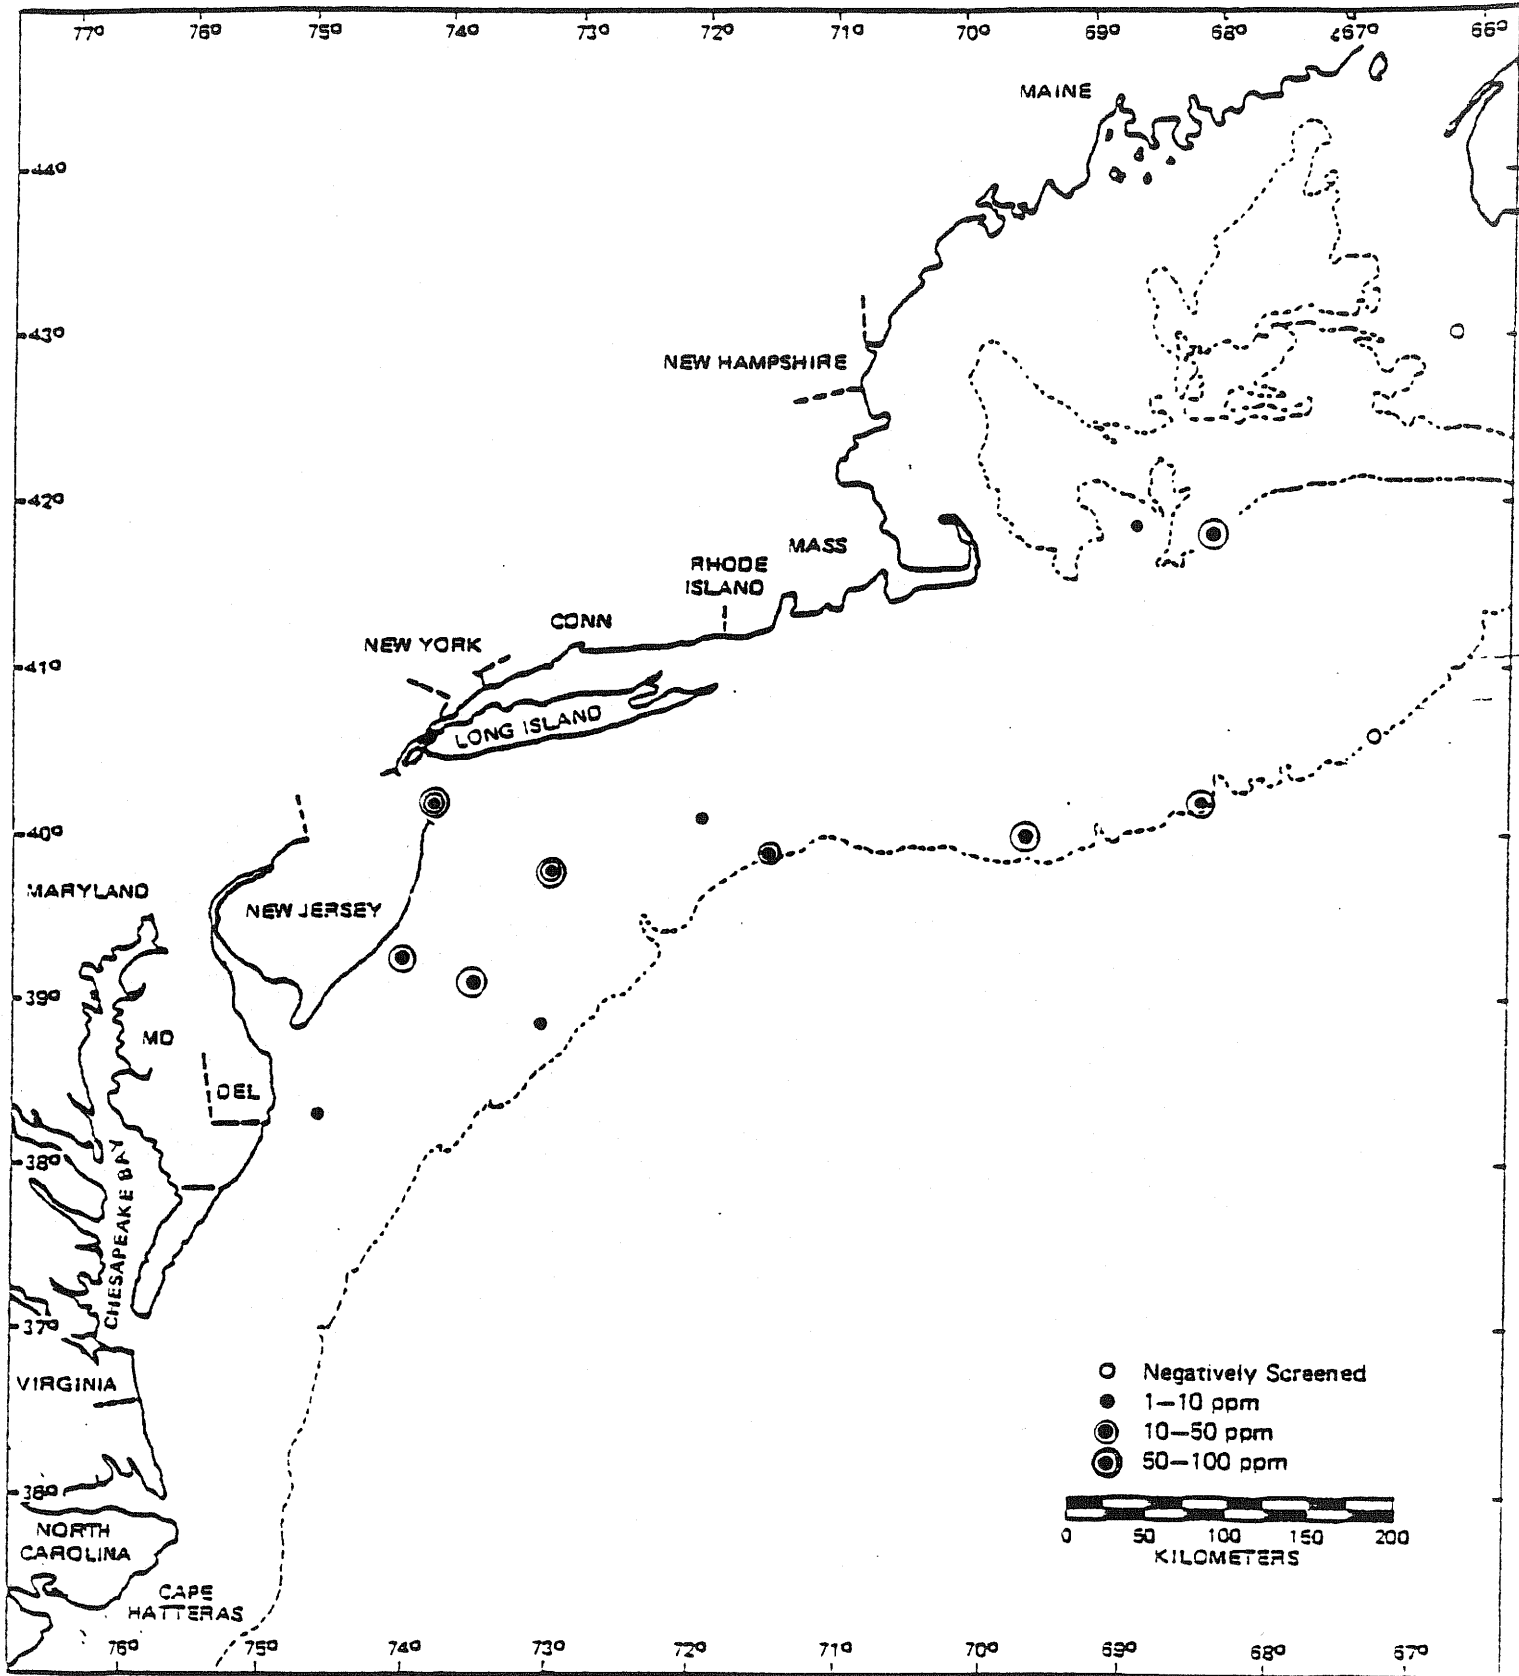 77° 76° 75° 74° 73° 72° 71° 70° 69° 68° 67° 66°
MAINE
44°
43°
NEW HAMPSHIRE
42°
MASS
RHODE
ISLAND
CONN
NEW YORK
41°
LONG ISLAND
40°
MARYLAND
NEW JERSEY
39°
MD
DEL
38°
CHESAPEAKE BAY
37°
VIRGINIA
36°
NORTH
CAROLINA
CAPE
HATTERAS
Negatively Screened
1–10 ppm
10–50 ppm
50–100 ppm
0 50 100 150 200
KILOMETERS
76° 75° 74° 73° 72° 71° 70° 69° 68° 67°